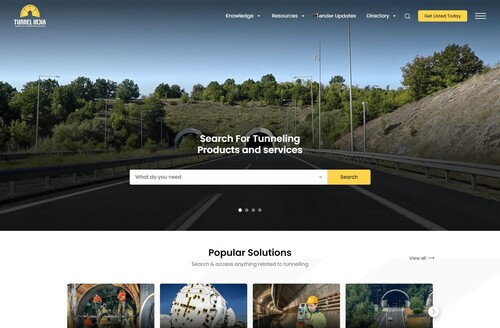 TUNNEL INDIA
Knowledge
Resources
Tender Updates
Directory
Get Listed Today
Search For Tunneling
Products and services
What do you need
Search
Popular Solutions
View all
Search & access anything related to tunnelling